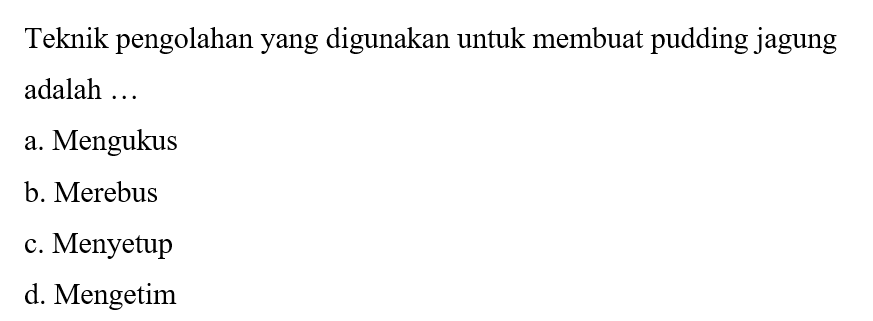 Teknik pengolahan yang digunakan untuk membuat pudding jagung
adalah …
a. Mengukus
b. Merebus
c. Menyetup
d. Mengetim